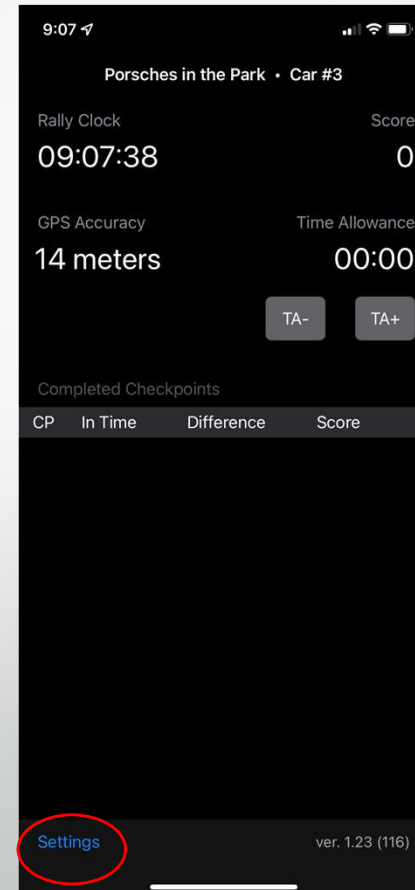 9:07
Porsches in the Park • Car #3
Rally Clock Score
09:07:38 0
GPS Accuracy Time Allowance
14 meters 00:00
TA- TA+
Completed Checkpoints
CP In Time Difference Score
Settings ver. 1.23 (116)